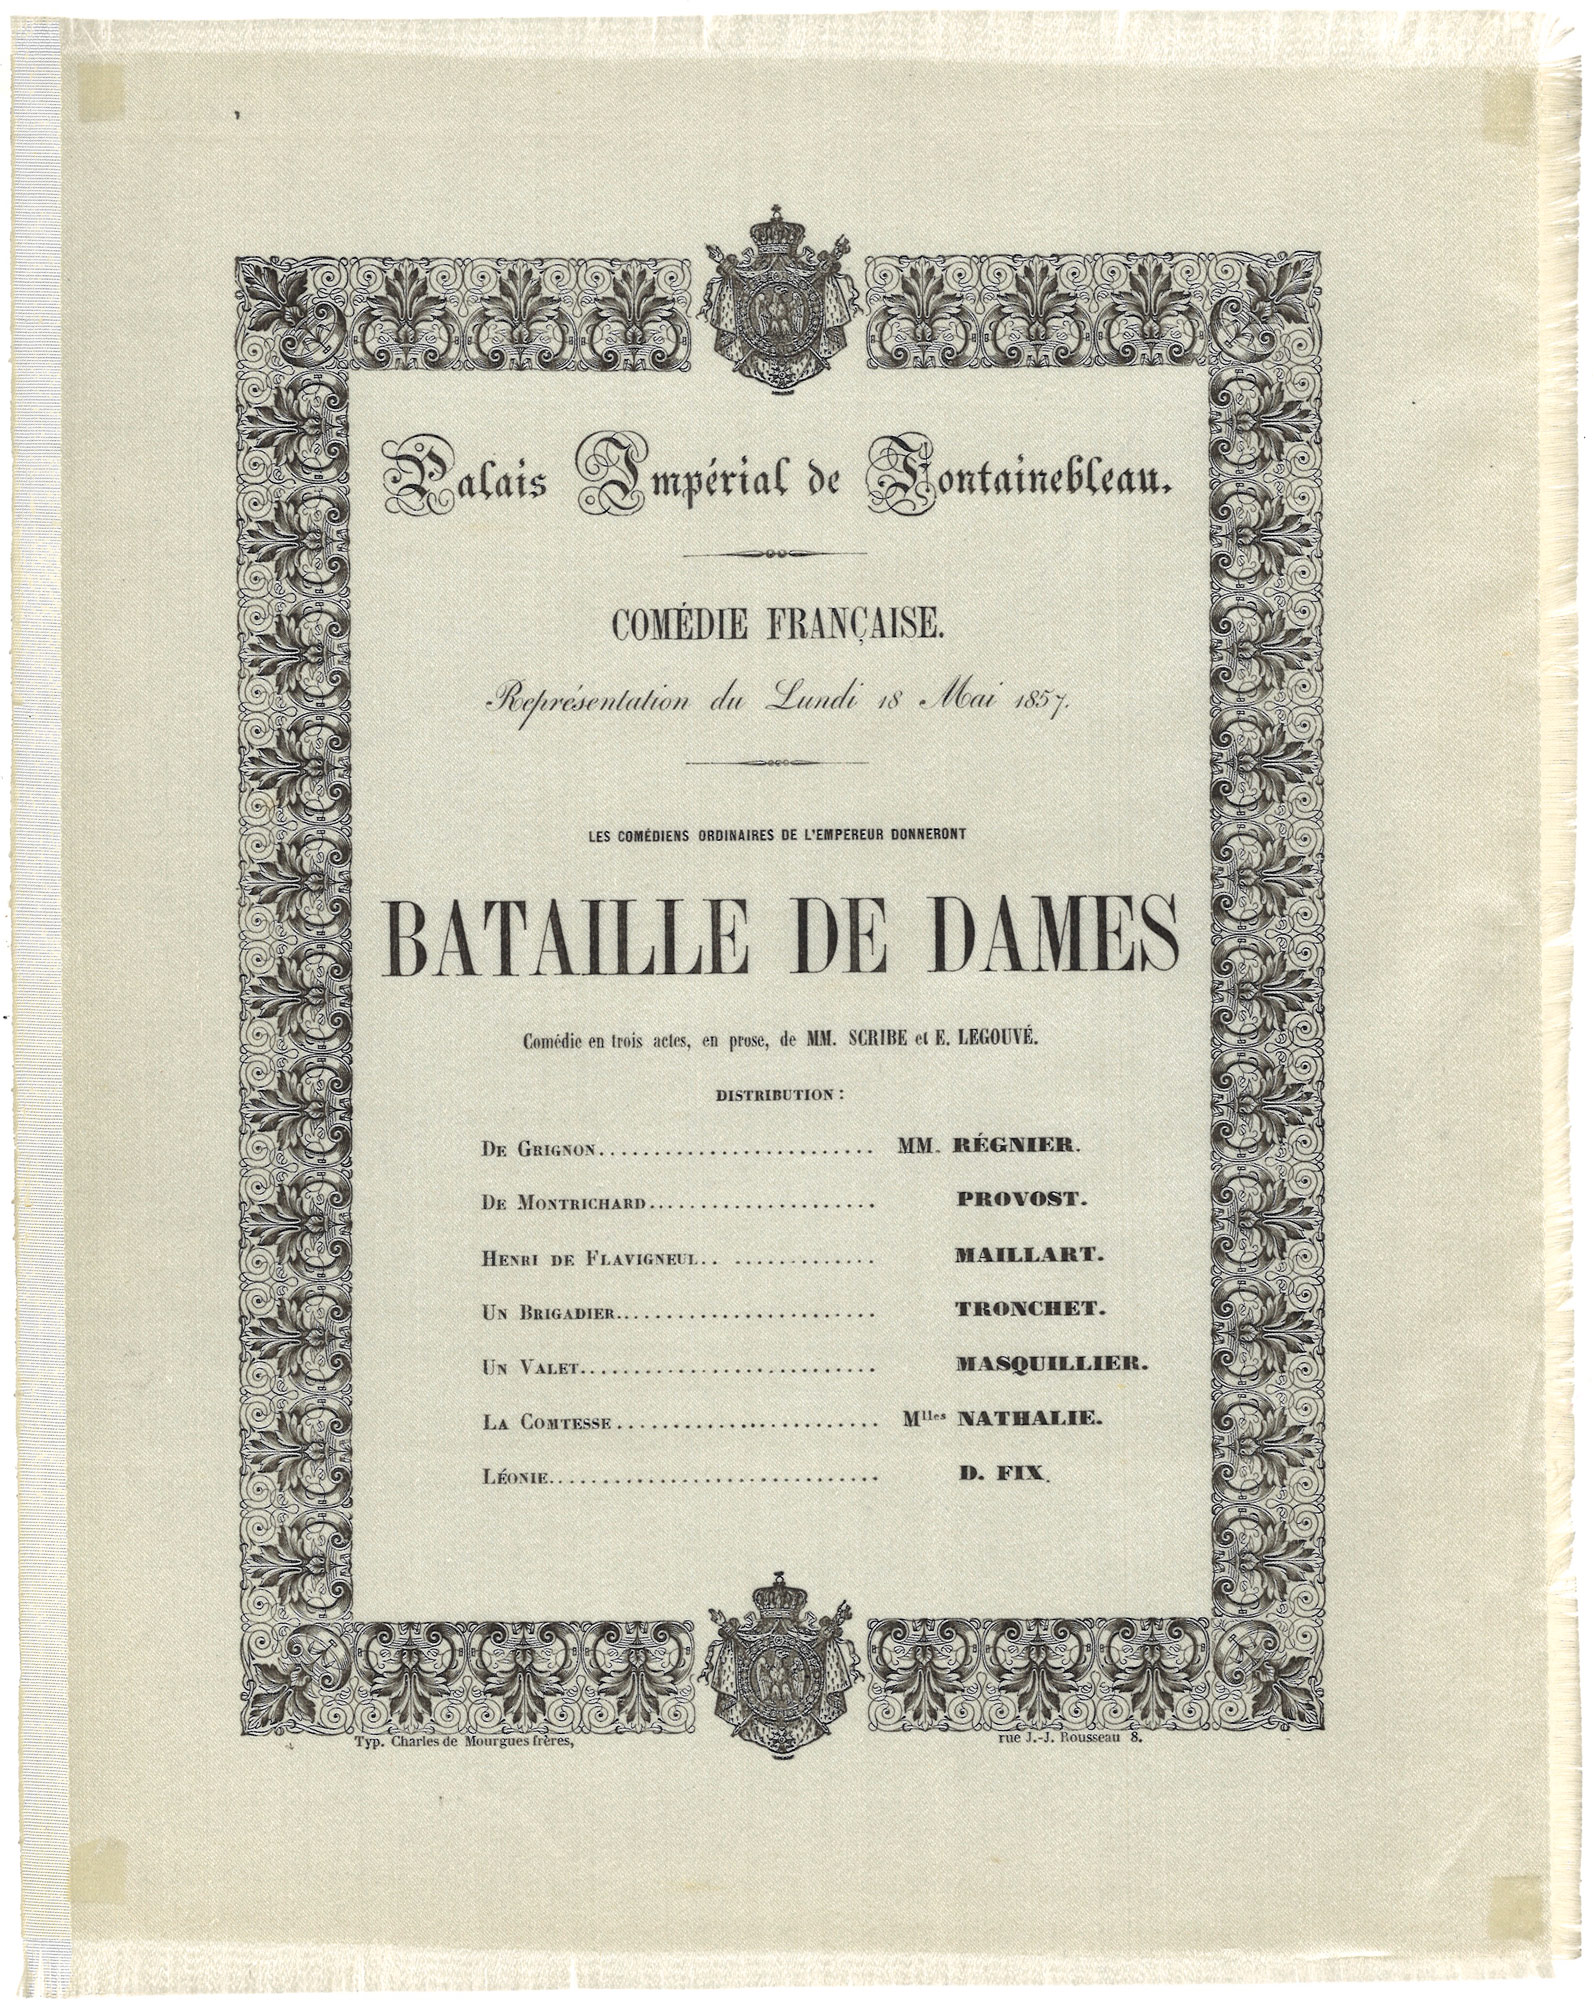 Palais Impérial de Fontainebleau.
COMÉDIE FRANÇAISE.
Représentation du Lundi 18 Mai 1857.
LES COMÉDIENS ORDINAIRES DE L'EMPEREUR DONNERONT
BATAILLE DE DAMES
Comédie en trois actes, en prose, de MM. SCRIBE et E. LEGOUVÉ.
DISTRIBUTION :
DE GRIGNON......................... MM. RÉGNIER.
DE MONTRICHARD..................... PROVOST.
HENRI DE FLAVIGNEUL.. ............. MAILLART.
UN BRIGADIER........................ TRONCHET.
UN VALET........................... MASQUILLIER.
LA COMTESSE........................ Mlles NATHALIE.
LÉONIE.............................. D. FIX.
Typ. Charles de Mourgues frères, rue J.-J. Rousseau 8.